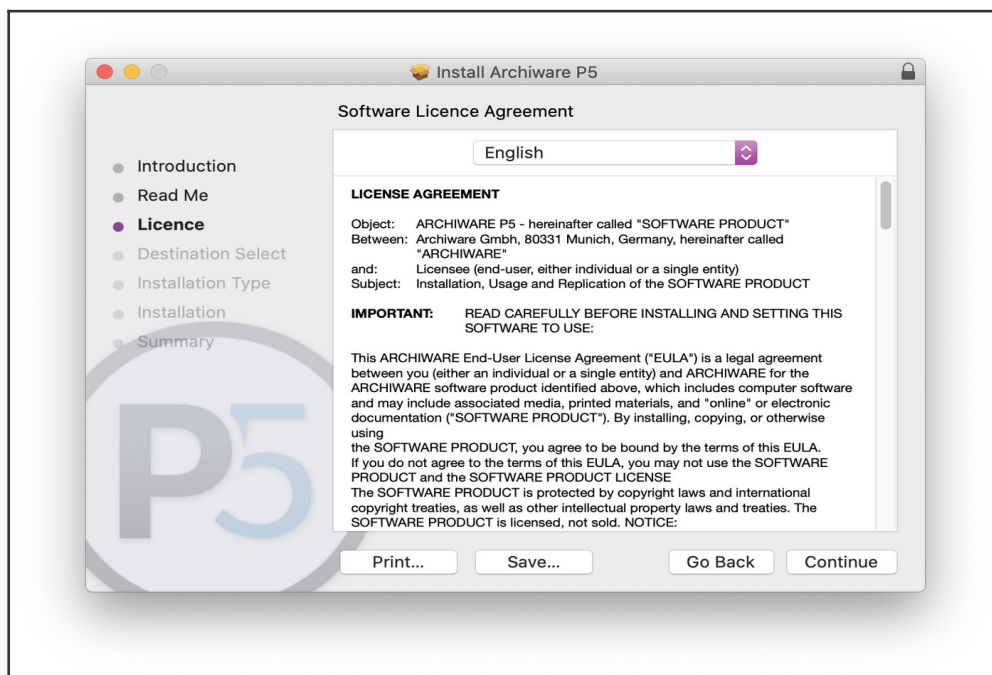 Install Archiware P5
Software Licence Agreement
Introduction
Read Me
Licence
Destination Select
Installation Type
Installation
Summary
P5
English
LICENSE AGREEMENT
Object: ARCHIWARE P5 - hereinafter called "SOFTWARE PRODUCT"
Between: Archiware Gmbh, 80331 Munich, Germany, hereinafter called
"ARCHIWARE"
and: Licensee (end-user, either individual or a single entity)
Subject: Installation, Usage and Replication of the SOFTWARE PRODUCT
IMPORTANT: READ CAREFULLY BEFORE INSTALLING AND SETTING THIS
SOFTWARE TO USE:
This ARCHIWARE End-User License Agreement ("EULA") is a legal agreement
between you (either an individual or a single entity) and ARCHIWARE for the
ARCHIWARE software product identified above, which includes computer software
and may include associated media, printed materials, and "online" or electronic
documentation ("SOFTWARE PRODUCT"). By installing, copying, or otherwise
using
the SOFTWARE PRODUCT, you agree to be bound by the terms of this EULA.
If you do not agree to the terms of this EULA, you may not use the SOFTWARE
PRODUCT and the SOFTWARE PRODUCT LICENSE
The SOFTWARE PRODUCT is protected by copyright laws and international
copyright treaties, as well as other intellectual property laws and treaties. The
SOFTWARE PRODUCT is licensed, not sold. NOTICE:
Print...
Save...
Go Back
Continue